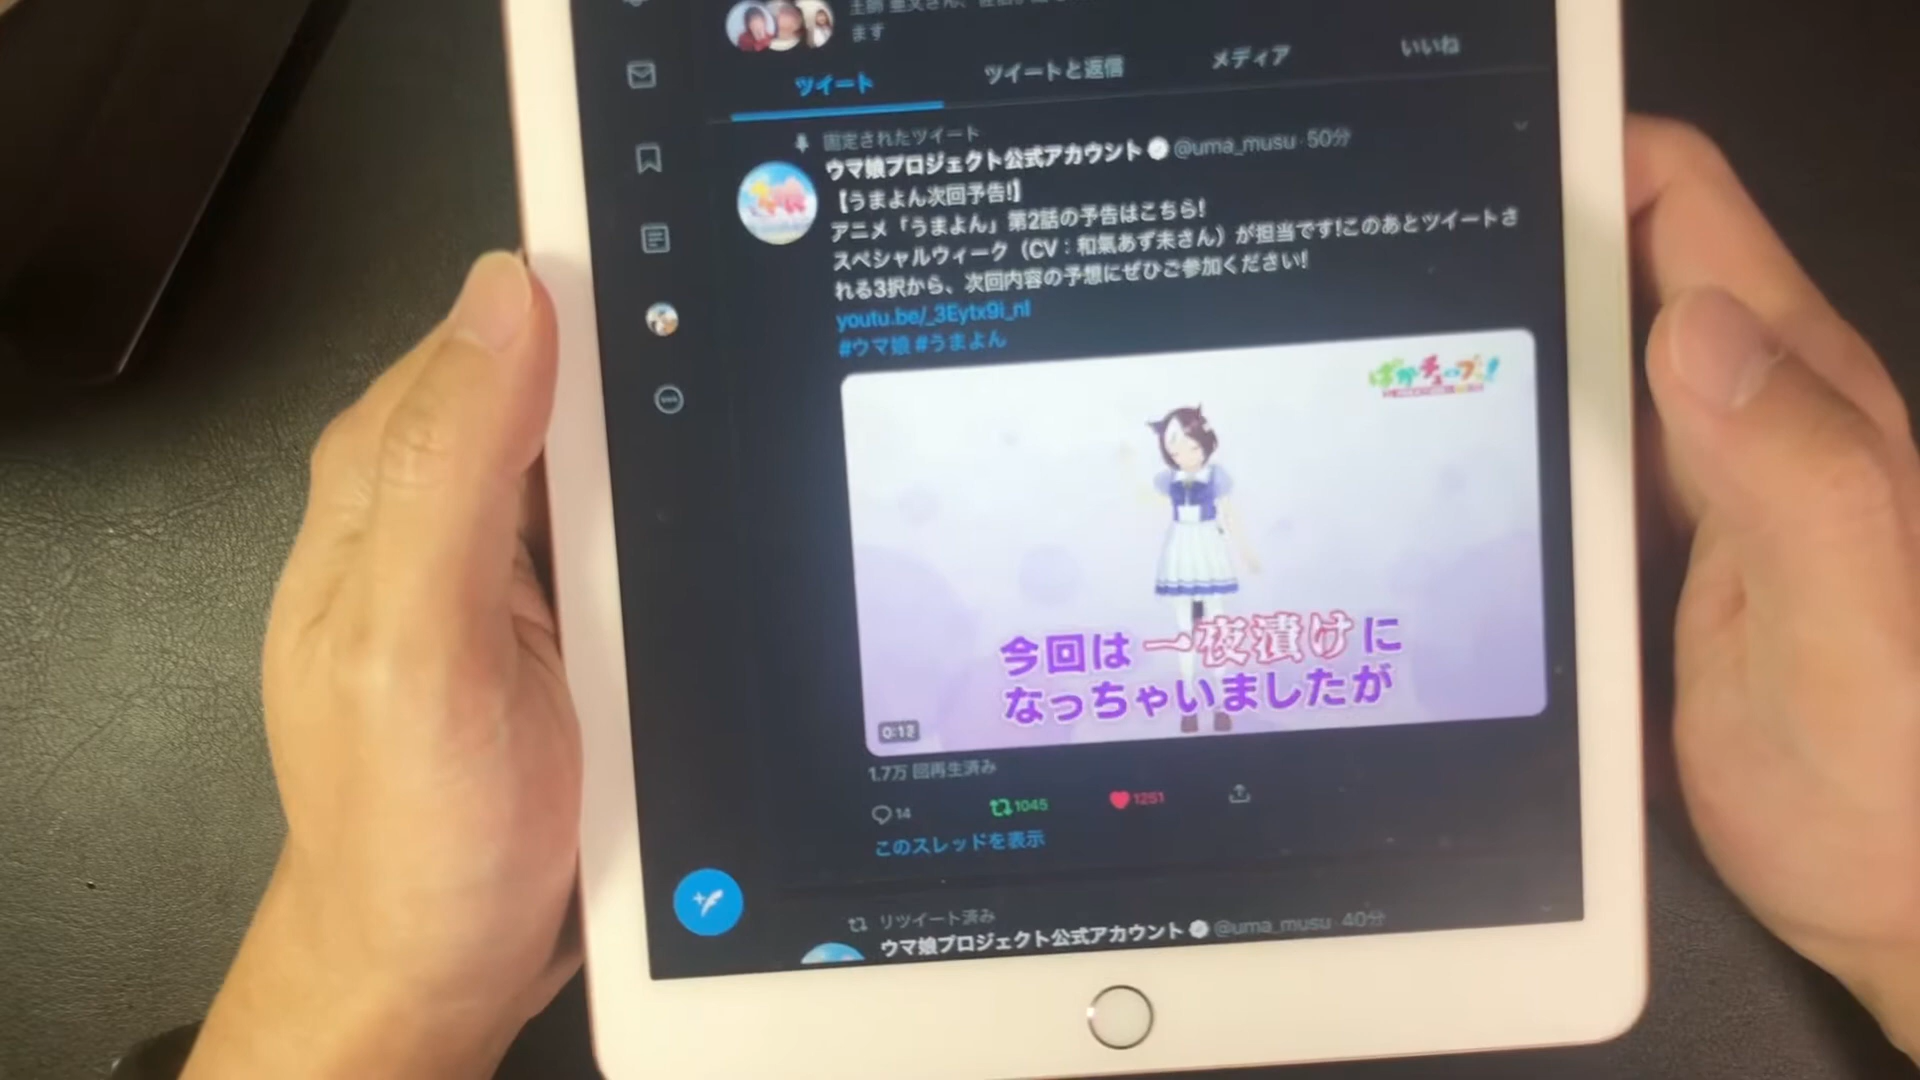 ます
ツイート ツイートと返信 メディア いいね
固定されたツイート
ウマ娘プロジェクト公式アカウント @uma_musu・50分
【うまよん次回予告!】
アニメ「うまよん」第2話の予告はこちら!
スペシャルウィーク（CV：和氣あず未さん）が担当です!このあとツイートさ
れる3択から、次回内容の予想にぜひご参加ください!
youtu.be/_3Eytx9i_nI
#ウマ娘 #うまよん
ぱかチューブっ!
今回は一夜漬けに
なっちゃいましたが
0:12
1.7万 回再生済み
14 1045 1251
このスレッドを表示
リツイート済み
ウマ娘プロジェクト公式アカウント @uma_musu・40分